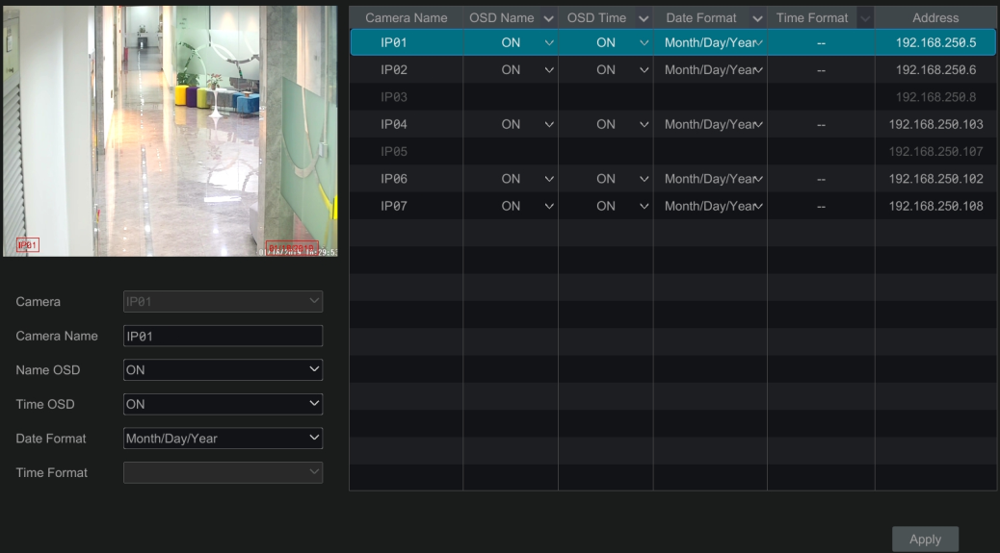 Camera Name OSD Name OSD Time Date Format Time Format Address
IP01 ON ON Month/Day/Year -- 192.168.250.5
IP02 ON ON Month/Day/Year -- 192.168.250.6
IP03 192.168.250.8
IP04 ON ON Month/Day/Year -- 192.168.250.103
IP05 192.168.250.107
IP06 ON ON Month/Day/Year -- 192.168.250.102
IP07 ON ON Month/Day/Year -- 192.168.250.108
IP01
Camera IP01
Camera Name IP01
Name OSD ON
Time OSD ON
Date Format Month/Day/Year
Time Format
Apply